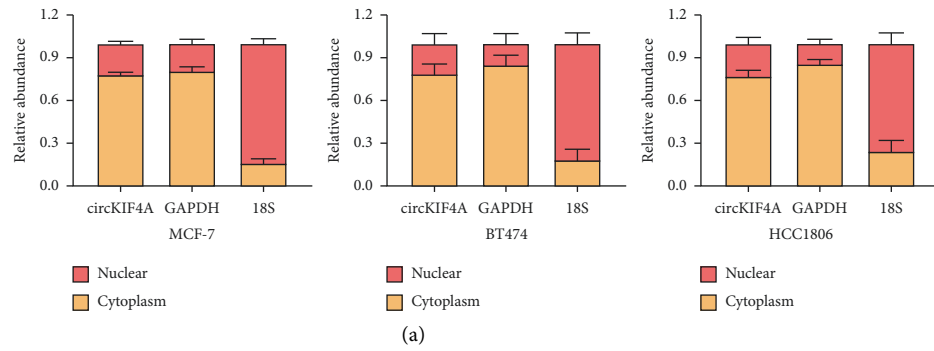 Relative abundance
1.2
0.9
0.6
0.3
0.0
circKIF4A GAPDH 18S
MCF-7
Nuclear
Cytoplasm
Relative abundance
1.2
0.9
0.6
0.3
0.0
circKIF4A GAPDH 18S
BT474
Nuclear
Cytoplasm
Relative abundance
1.2
0.9
0.6
0.3
0.0
circKIF4A GAPDH 18S
HCC1806
Nuclear
Cytoplasm
(a)